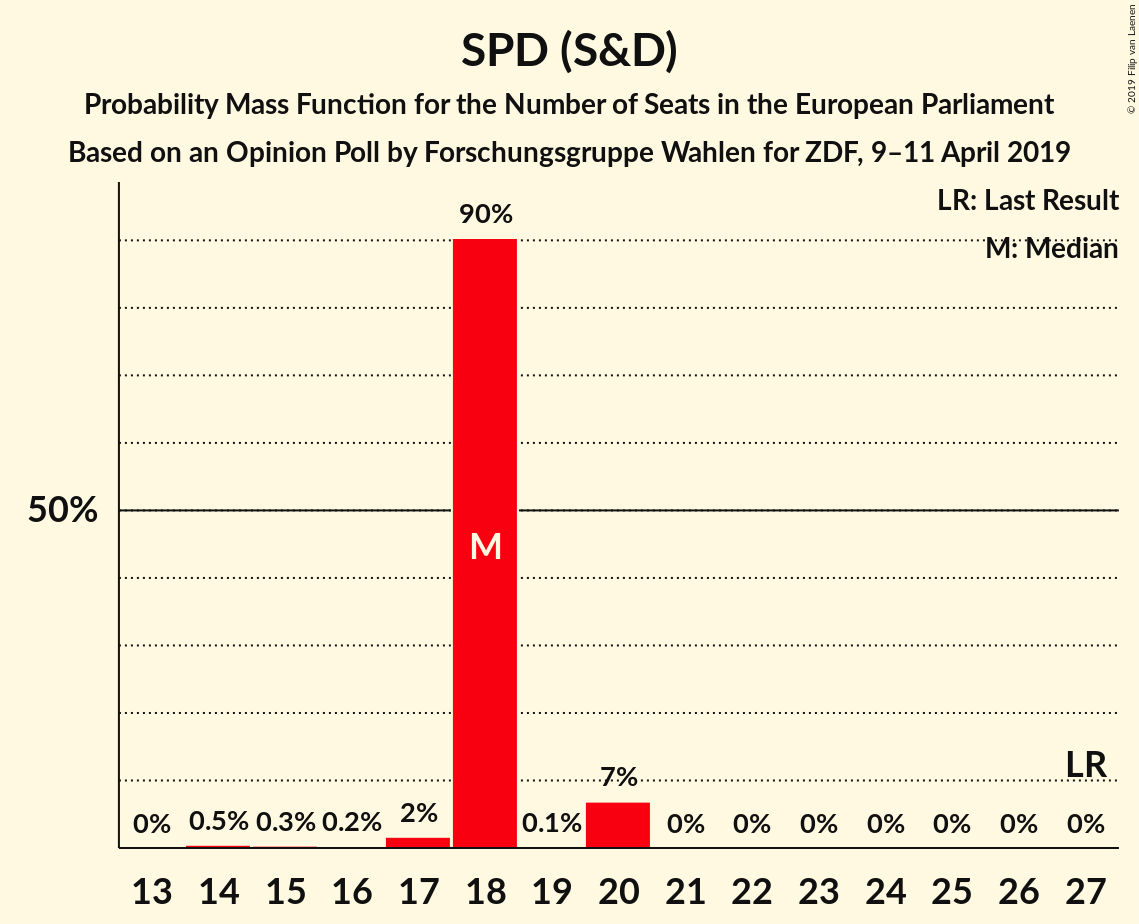 SPD (S&D)
Probability Mass Function for the Number of Seats in the European Parliament
Based on an Opinion Poll by Forschungsgruppe Wahlen for ZDF, 9–11 April 2019
© 2019 Filip van Laenen
LR: Last Result
M: Median
50%
0% 0.5% 0.3% 0.2% 2% 90% 0.1% 7% 0% 0% 0% 0% 0% 0% 0%
M
LR
13 14 15 16 17 18 19 20 21 22 23 24 25 26 27